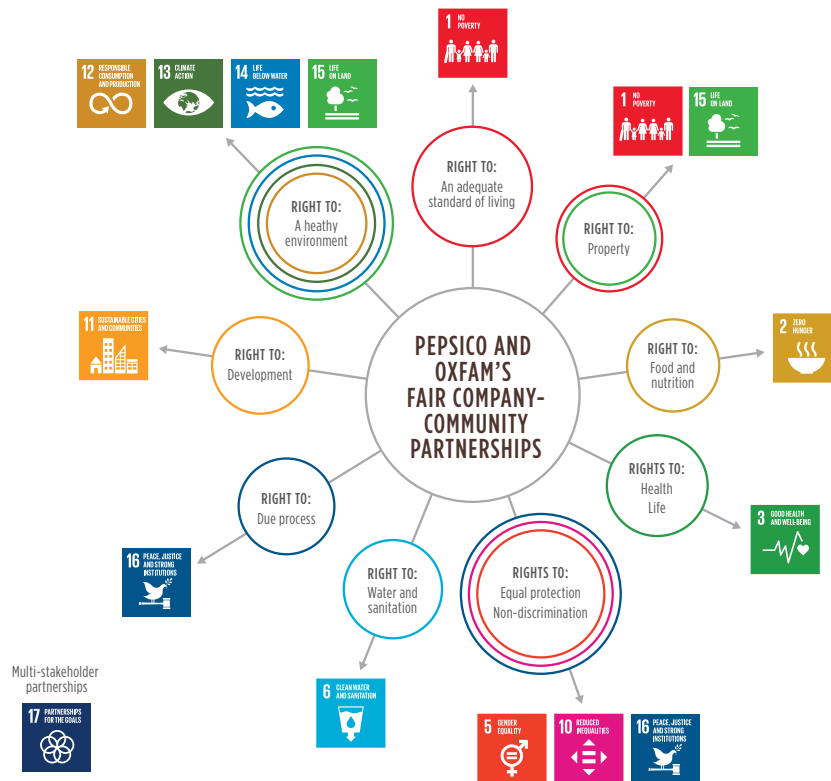 1 NO
POVERTY
12 RESPONSIBLE
CONSUMPTION
AND PRODUCTION
13 CLIMATE
ACTION
14 LIFE
BELOW WATER
15 LIFE
ON LAND
1 NO
POVERTY
15 LIFE
ON LAND
RIGHT TO:
An adequate
standard of living
RIGHT TO:
A heathy
environment
RIGHT TO:
Property
11 SUSTAINABLE CITIES
AND COMMUNITIES
RIGHT TO:
Development
PEPSICO AND
OXFAM'S
FAIR COMPANY-
COMMUNITY
PARTNERSHIPS
RIGHT TO:
Food and
nutrition
2 ZERO
HUNGER
RIGHTS TO:
Health
Life
3 GOOD HEALTH
AND WELL-BEING
RIGHT TO:
Due process
16 PEACE, JUSTICE
AND STRONG
INSTITUTIONS
RIGHT TO:
Water and
sanitation
RIGHTS TO:
Equal protection
Non-discrimination
6 CLEAN WATER
AND SANITATION
Multi-stakeholder
partnerships
17 PARTNERSHIPS
FOR THE GOALS
5 GENDER
EQUALITY
10 REDUCED
INEQUALITIES
16 PEACE, JUSTICE
AND STRONG
INSTITUTIONS